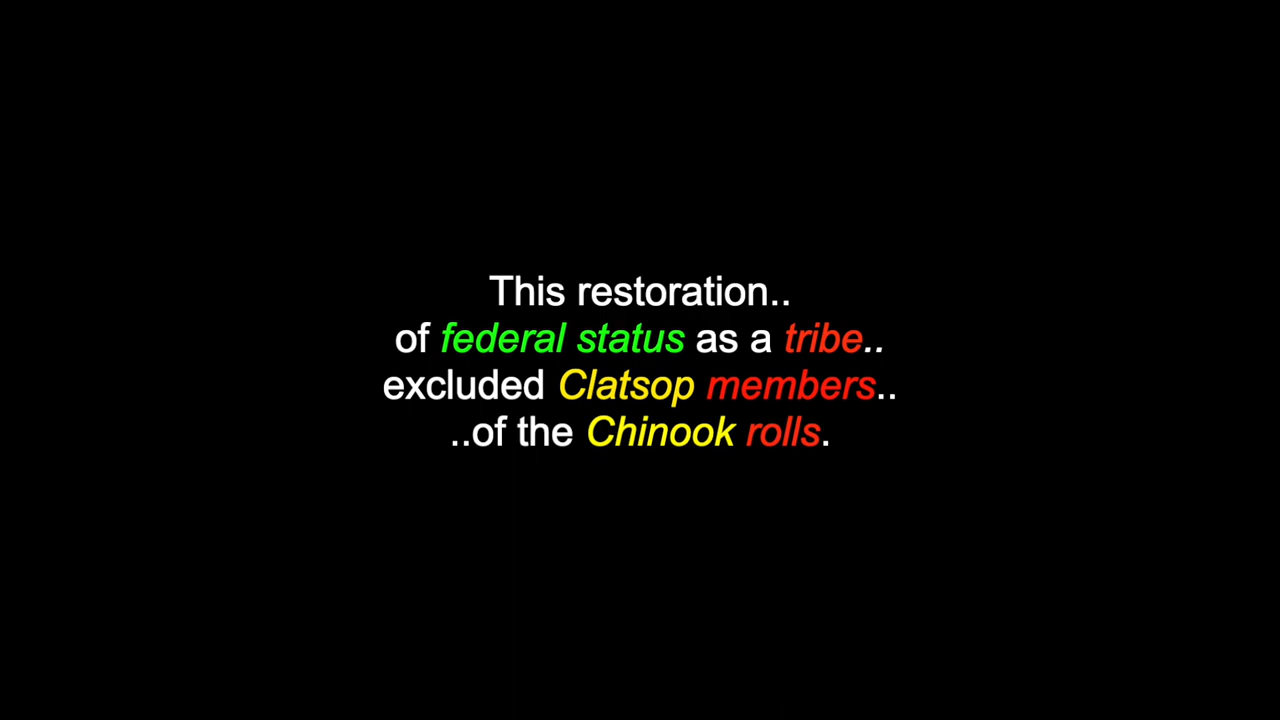 This restoration..
of federal status as a tribe..
excluded Clatsop members..
..of the Chinook rolls.